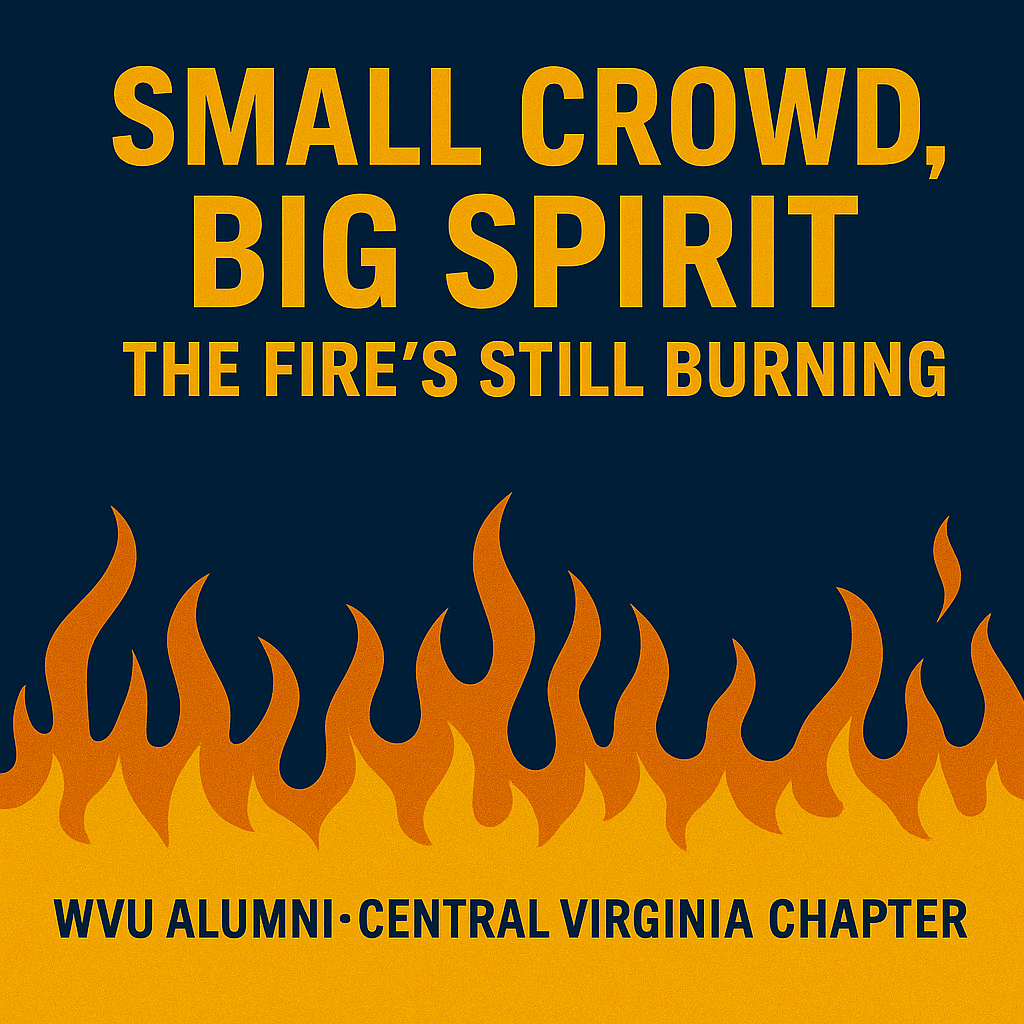 SMALL CROWD,
BIG SPIRIT
THE FIRE’S STILL BURNING
WVU ALUMNI·CENTRAL VIRGINIA CHAPTER